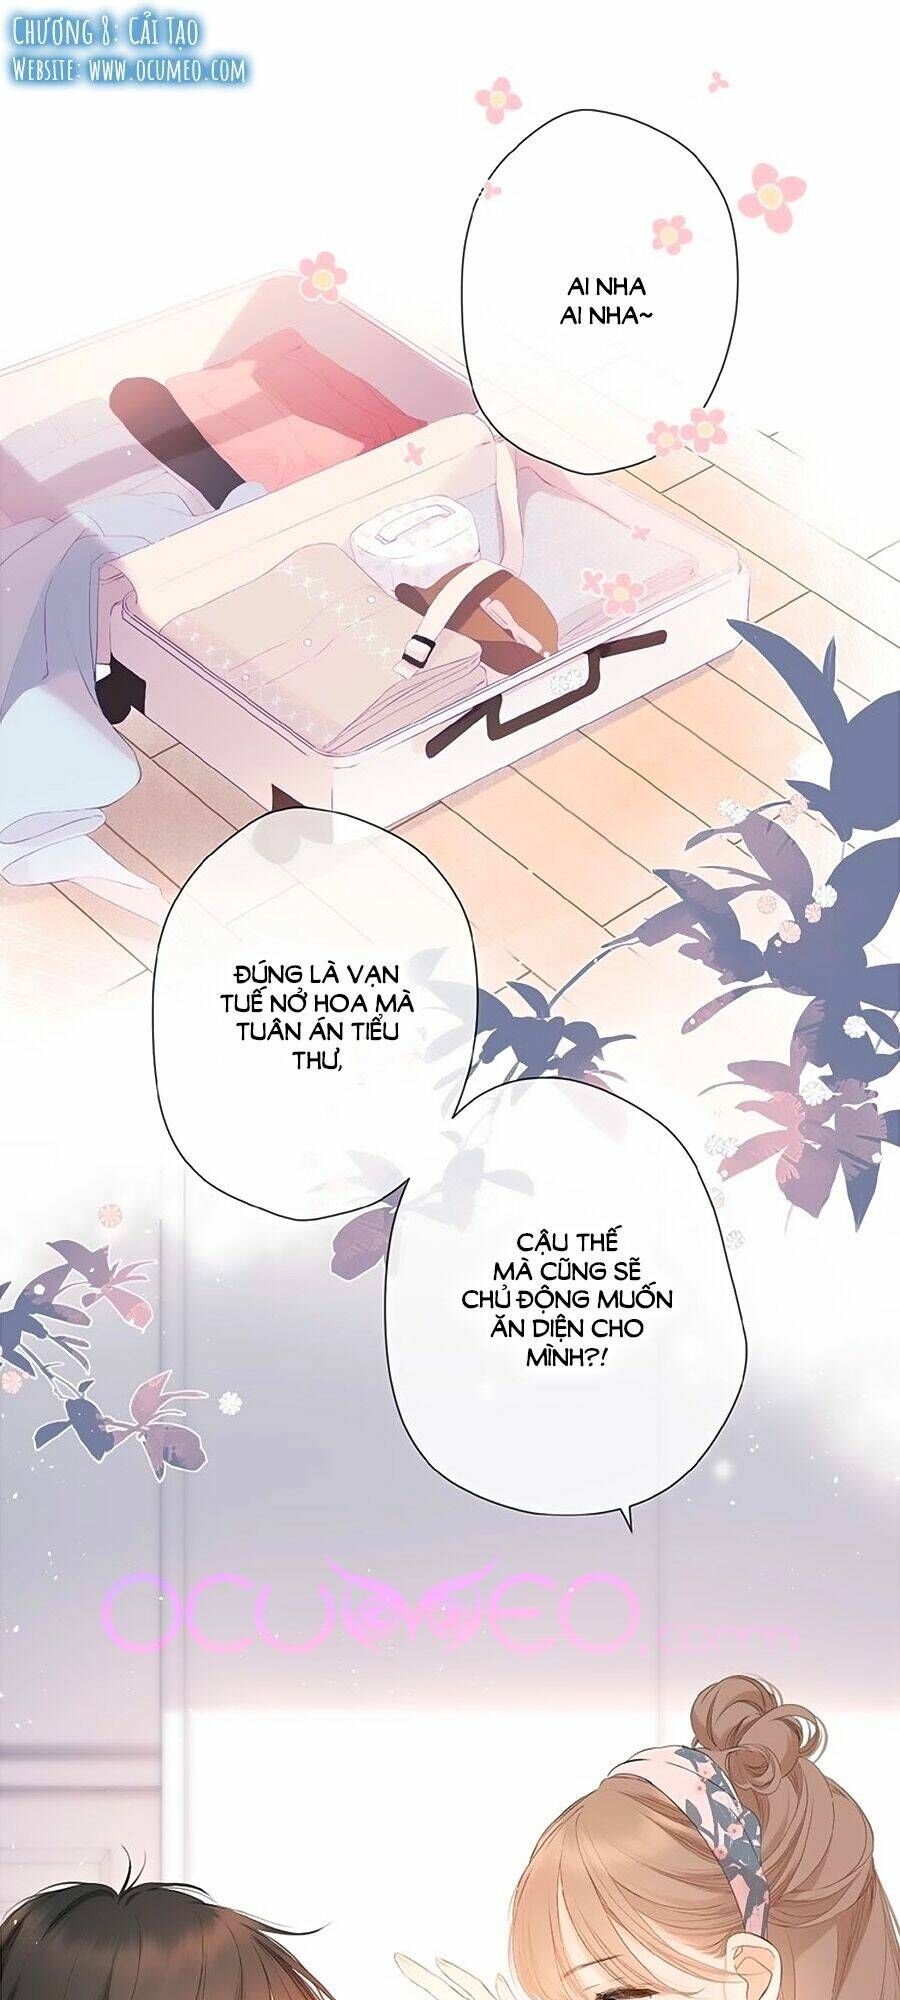 Chương 8: Cải Tạo
Website: www.ocumeo.com
AI NHA
AI NHA~
ĐÚNG LÀ VẠN
TUẾ NỞ HOA MÀ
TUÂN ÁN TIỂU
THƯ,
CẬU THẾ
MÀ CŨNG SẼ
CHỦ ĐỘNG MUỐN
ĂN DIỆN CHO
MÌNH?!
OCUMEO.com